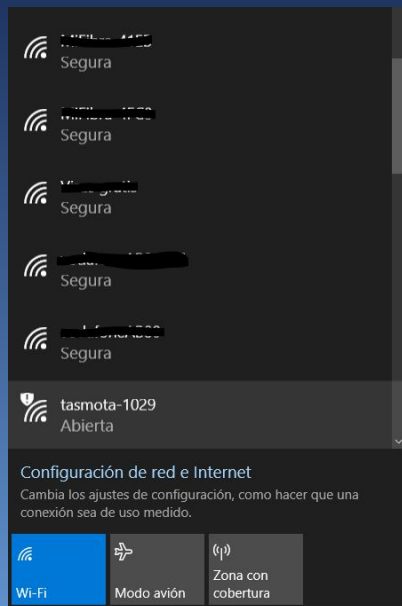 Segura
Segura
Segura
Segura
Segura
tasmota-1029
Abierta
Configuración de red e Internet
Cambia los ajustes de configuración, como hacer que una
conexión sea de uso medido.
Wi-Fi
Modo avión
Zona con
cobertura